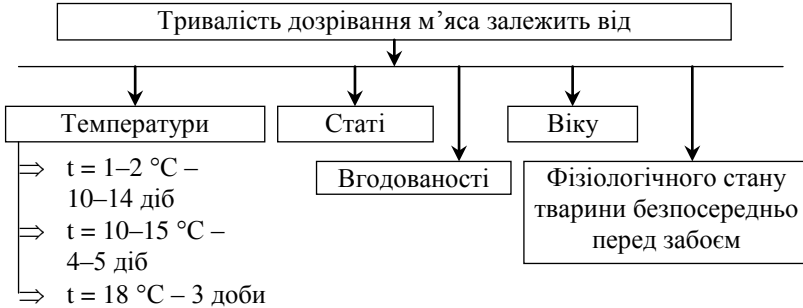 Тривалість дозрівання м’яса залежить від
Температури
Статі
Віку
Вгодованості
Фізіологічного стану
тварини безпосередньо
перед забоєм
⇒ t = 1–2 °C –
10–14 діб
⇒ t = 10–15 °C –
4–5 діб
⇒ t = 18 °C – 3 доби